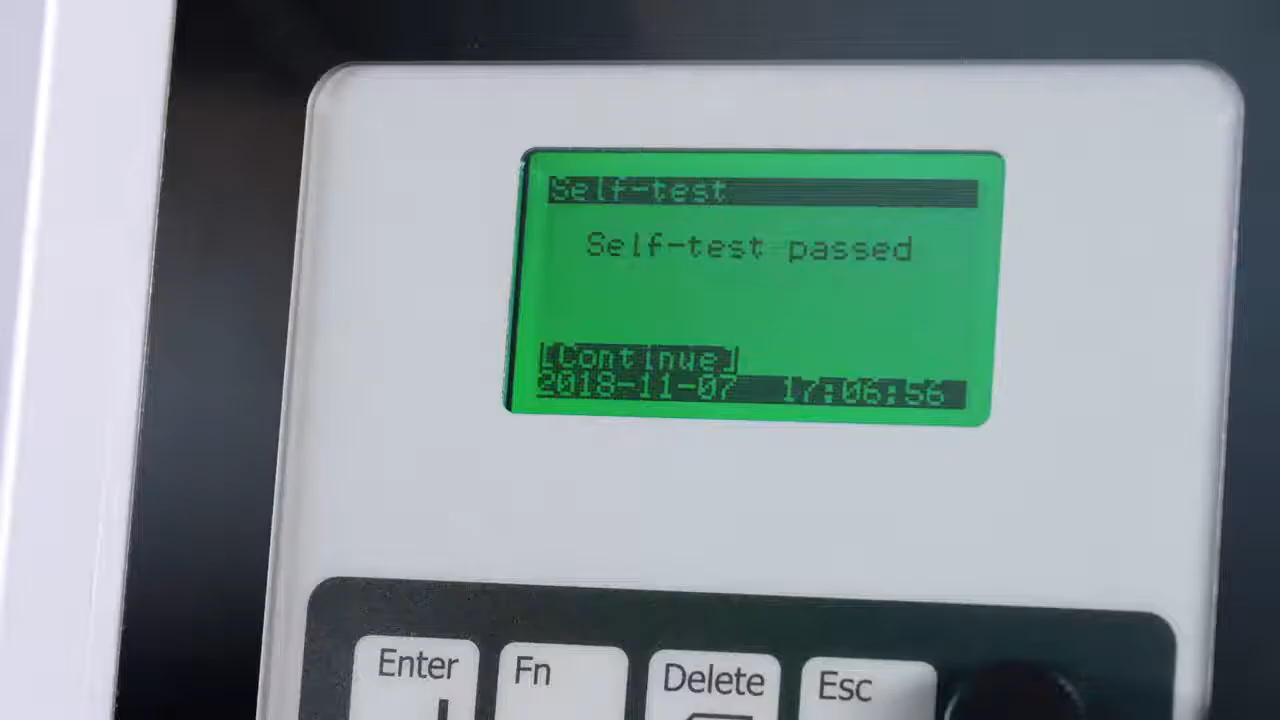 Self-test
Self-test passed
[Continue]
2018-11-07 17:06:56
Enter Fn Delete Esc